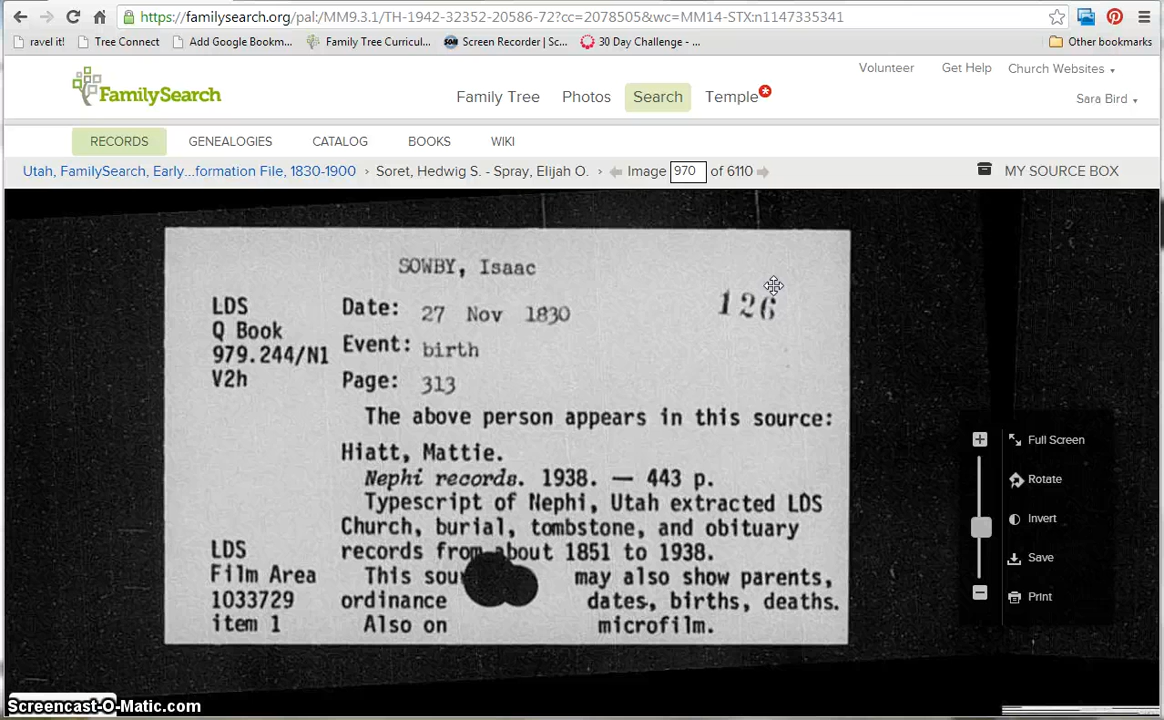 https://familysearch.org/pal:/MM9.3.1/TH-1942-32352-20586-72?cc=2078505&wc=MM14-STX:n1147335341
ravel it! Tree Connect Add Google Bookm... Family Tree Curricul... Screen Recorder | Sc... 30 Day Challenge - ... Other bookmarks
Volunteer Get Help Church Websites
FamilySearch Family Tree Photos Search Temple
Sara Bird
RECORDS GENEALOGIES CATALOG BOOKS WIKI
Utah, FamilySearch, Early...formation File, 1830-1900 › Soret, Hedwig S. - Spray, Elijah O. › Image 970 of 6110 MY SOURCE BOX
SOWBY, Isaac
126
LDS
Q Book
979.244/N1
V2h
Date: 27 Nov 1830
Event: birth
Page: 313
The above person appears in this source:
Hiatt, Mattie.
Nephi records. 1938. — 443 p.
Typescript of Nephi, Utah extracted LDS
Church, burial, tombstone, and obituary
records from about 1851 to 1938.
This may also show parents,
ordinance dates, births, deaths.
Also on microfilm.
LDS
Film Area
1033729
item 1
Full Screen
Rotate
Invert
Save
Print
Screencast-O-Matic.com